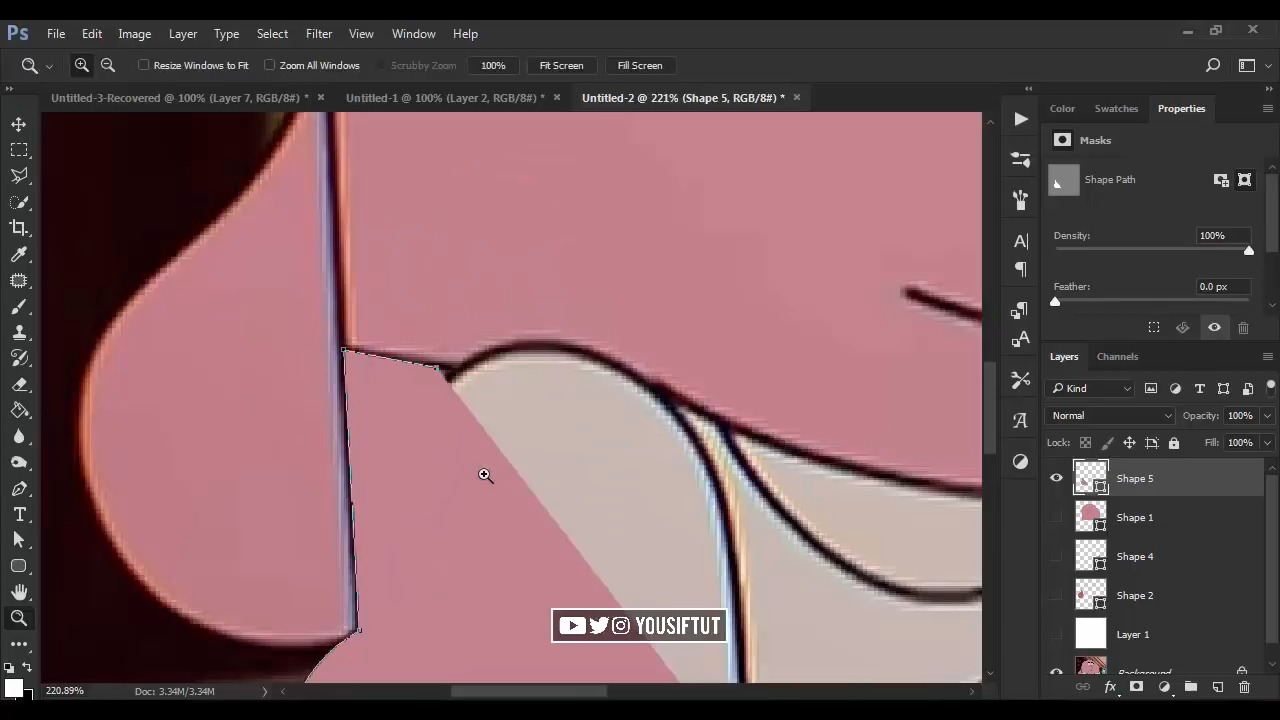 Ps File Edit Image Layer Type Select Filter View Window Help
Resize Windows to Fit Zoom All Windows Scrubby Zoom 100% Fit Screen Fill Screen
Untitled-3-Recovered @ 100% (Layer 7, RGB/8#) * Untitled-1 @ 100% (Layer 2, RGB/8#) * Untitled-2 @ 221% (Shape 5, RGB/8#) *
Color Swatches Properties
Masks
Shape Path
Density: 100%
Feather: 0.0 px
Layers Channels
Kind
Normal Opacity: 100%
Lock: Fill: 100%
Shape 5
Shape 1
Shape 4
Shape 2
Layer 1
Background
YOUSIFTUT
220.89% Doc: 3.34M/3.34M